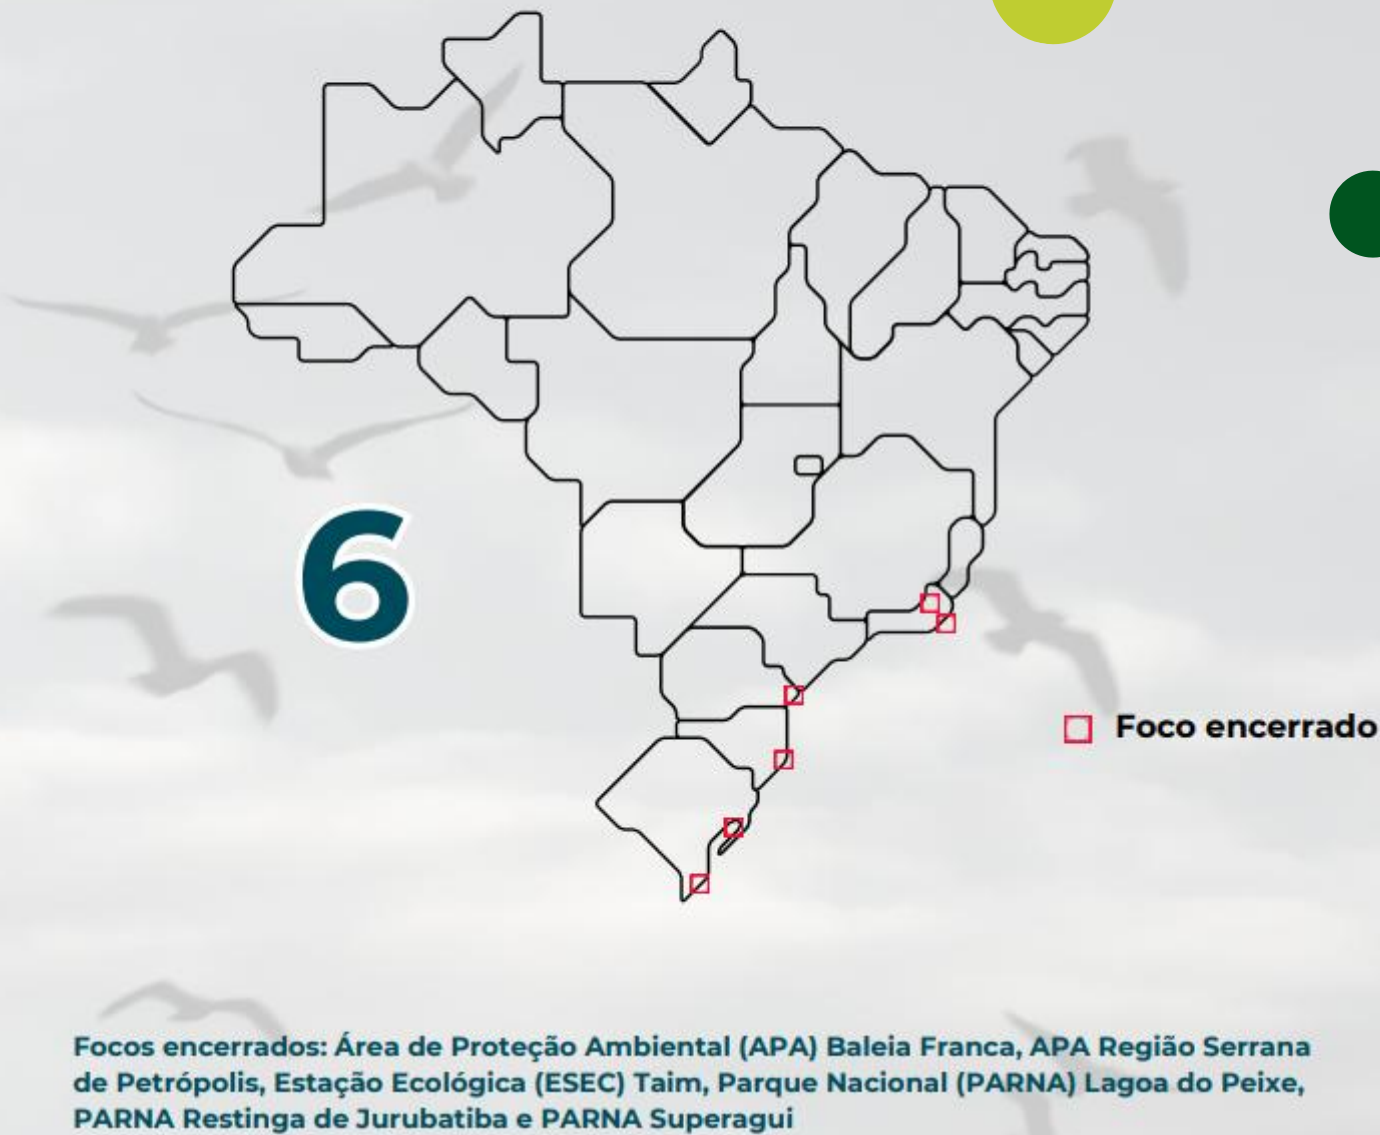 6
Foco encerrado
Focos encerrados: Área de Proteção Ambiental (APA) Baleia Franca, APA Região Serrana
de Petrópolis, Estação Ecológica (ESEC) Taim, Parque Nacional (PARNA) Lagoa do Peixe,
PARNA Restinga de Jurubatiba e PARNA Superagui